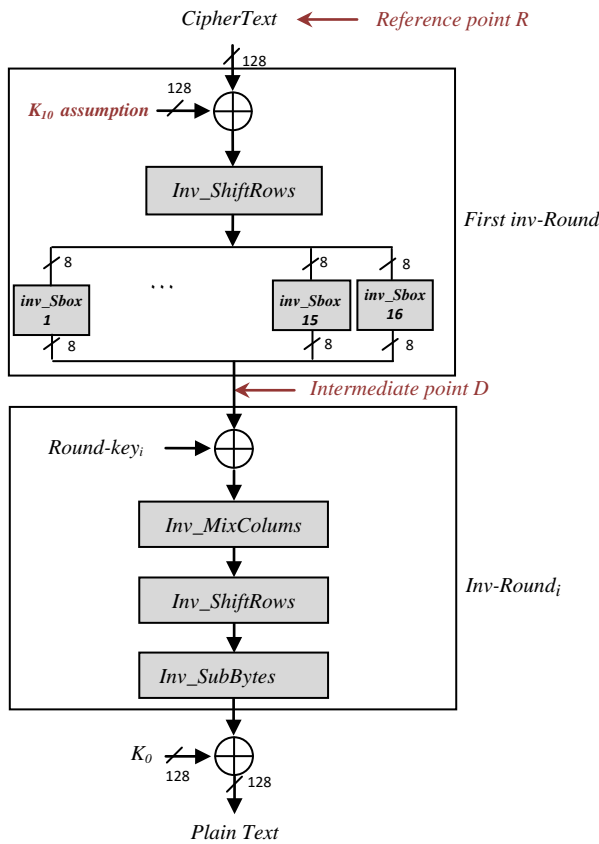 CipherText
Reference point R
128
128
K10 assumption
Inv_ShiftRows
First inv-Round
8
8
8
inv_Sbox
1
...
inv_Sbox
15
inv_Sbox
16
8
8
8
Intermediate point D
Round-keyi
Inv_MixColums
Inv_ShiftRows
Inv-Roundi
Inv_SubBytes
K0
128
128
Plain Text